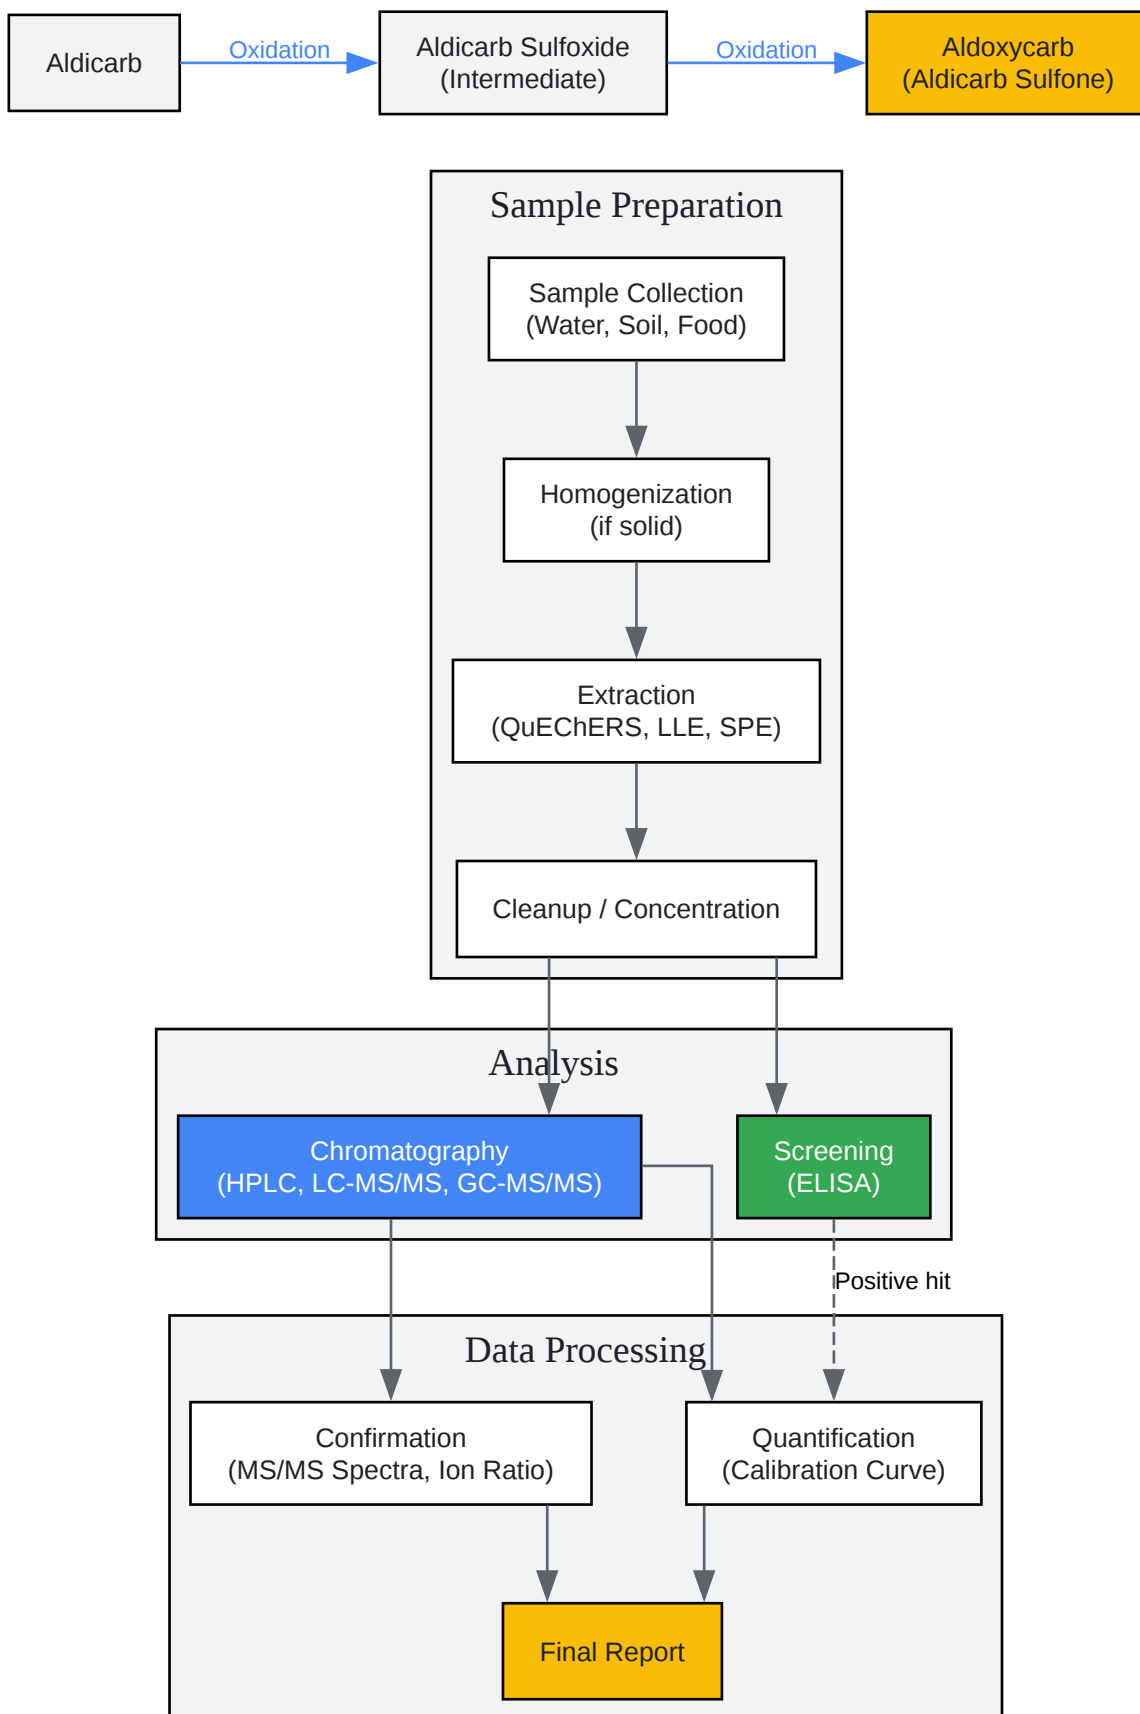 Aldicarb
Oxidation
Aldicarb Sulfoxide
(Intermediate)
Oxidation
Aldoxycarb
(Aldicarb Sulfone)
Sample Preparation
Sample Collection
(Water, Soil, Food)
Homogenization
(if solid)
Extraction
(QuEChERS, LLE, SPE)
Cleanup / Concentration
Analysis
Chromatography
(HPLC, LC-MS/MS, GC-MS/MS)
Screening
(ELISA)
Positive hit
Data Processing
Confirmation
(MS/MS Spectra, Ion Ratio)
Quantification
(Calibration Curve)
Final Report